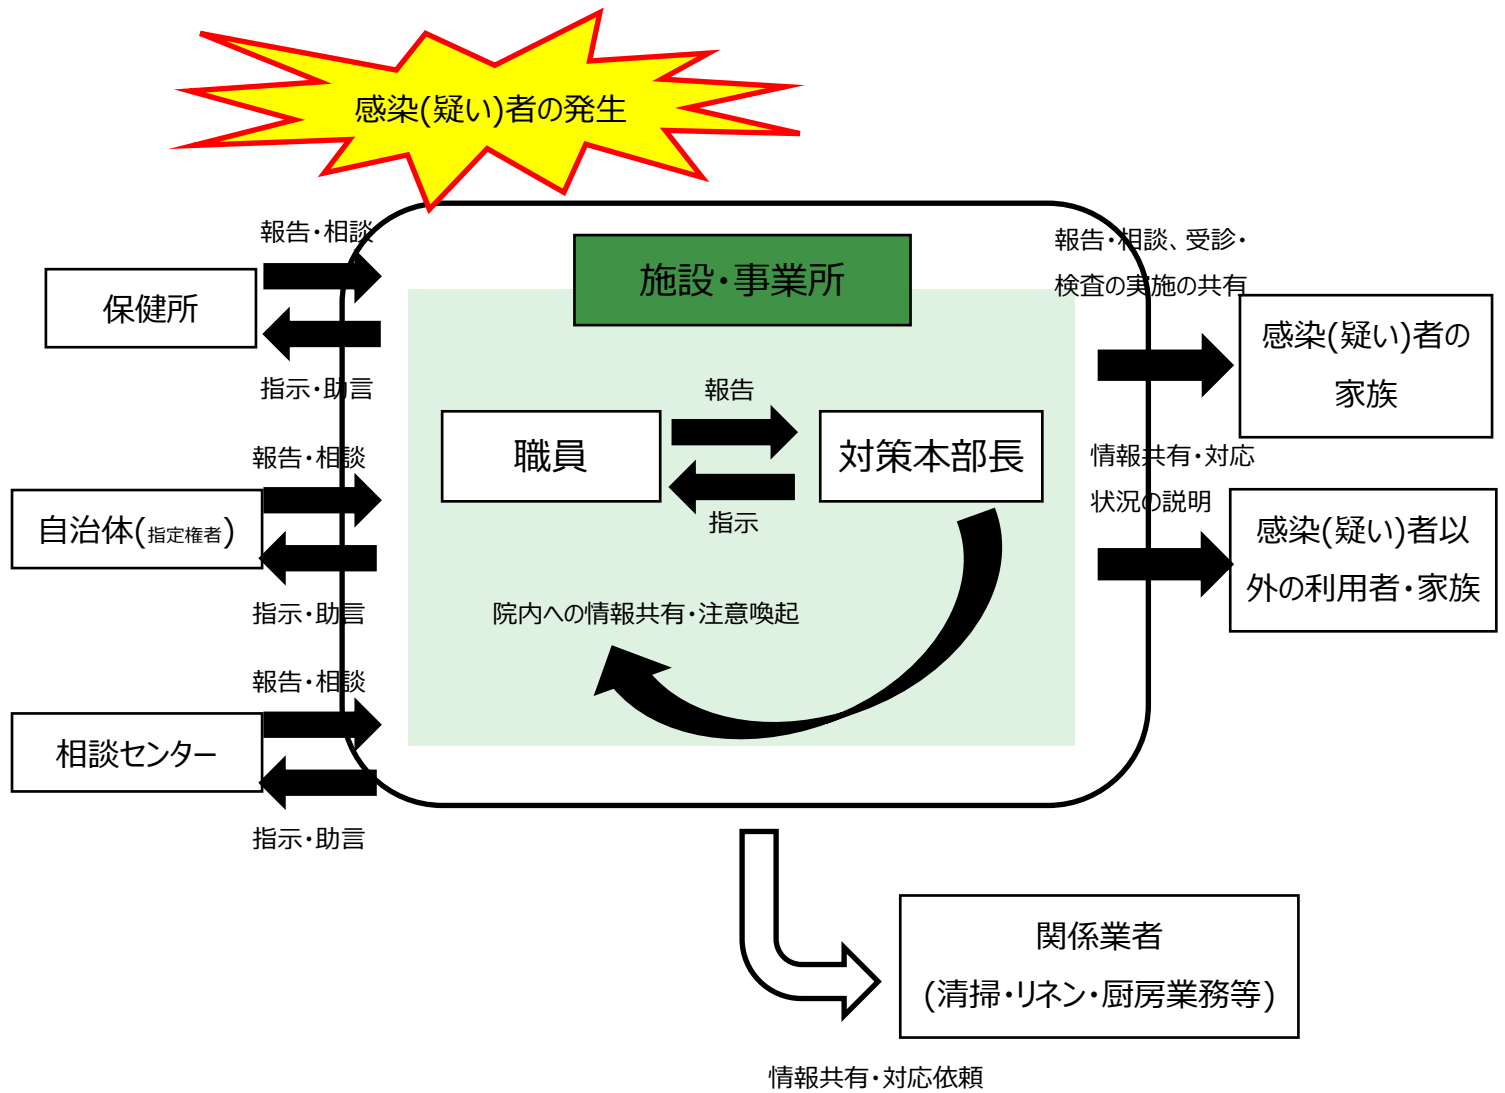 感染(疑い)者の発生
報告・相談
保健所
指示・助言
報告・相談
自治体(指定権者)
指示・助言
報告・相談
相談センター
指示・助言
施設・事業所
報告
職員
対策本部長
指示
院内への情報共有・注意喚起
報告・相談、受診・
検査の実施の共有
感染(疑い)者の
家族
情報共有・対応
状況の説明
感染(疑い)者以
外の利用者・家族
関係業者
(清掃・リネン・厨房業務等)
情報共有・対応依頼